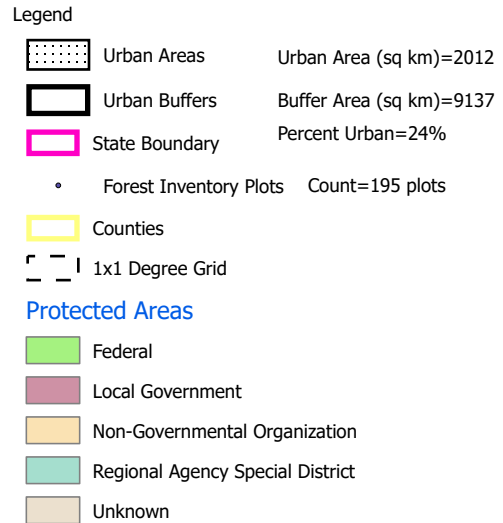 Legend
Urban Areas Urban Area (sq km)=2012
Urban Buffers Buffer Area (sq km)=9137
State Boundary Percent Urban=24%
Forest Inventory Plots Count=195 plots
Counties
1x1 Degree Grid
Protected Areas
Federal
Local Government
Non-Governmental Organization
Regional Agency Special District
Unknown